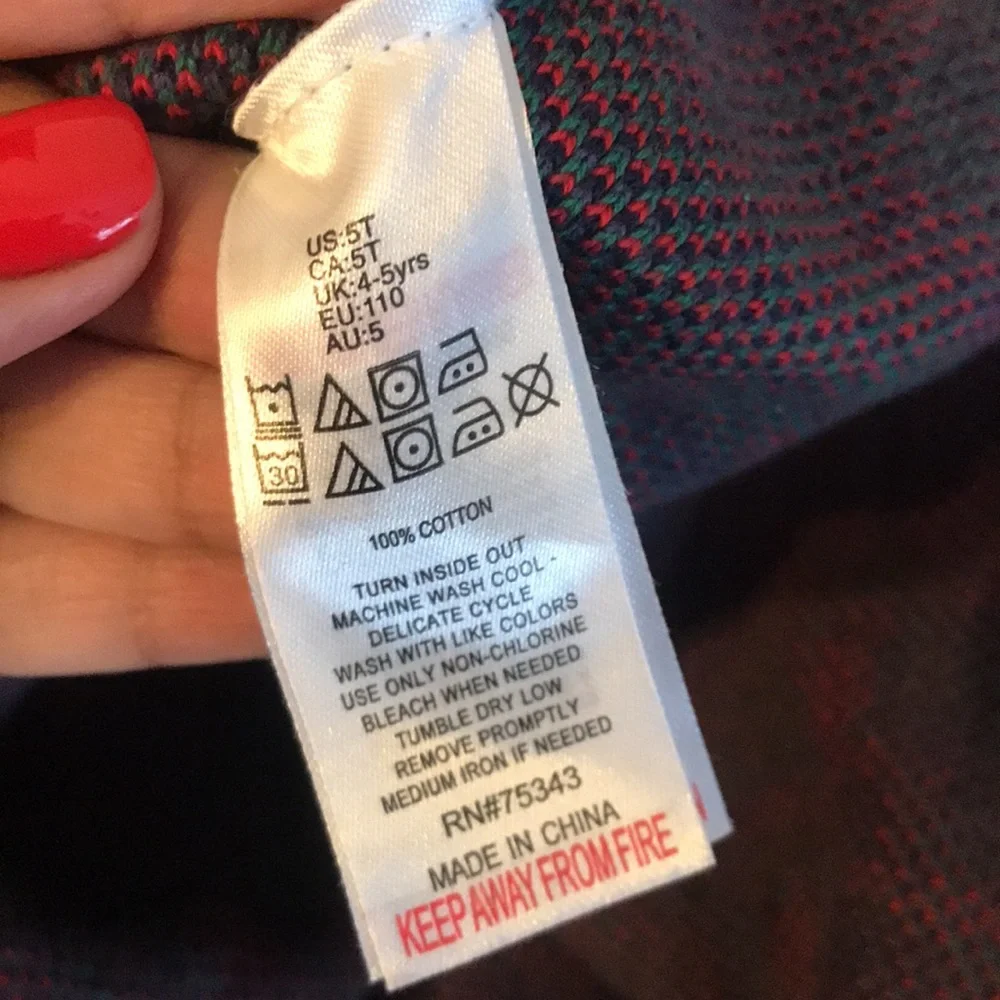 US:5T
CA:5T
UK:4-5yrs
EU:110
AU:5
30
100% COTTON
TURN INSIDE OUT
MACHINE WASH COOL -
DELICATE CYCLE
WASH WITH LIKE COLORS
USE ONLY NON-CHLORINE
BLEACH WHEN NEEDED
TUMBLE DRY LOW
REMOVE PROMPTLY
MEDIUM IRON IF NEEDED
RN#75343
MADE IN CHINA
KEEP AWAY FROM FIRE